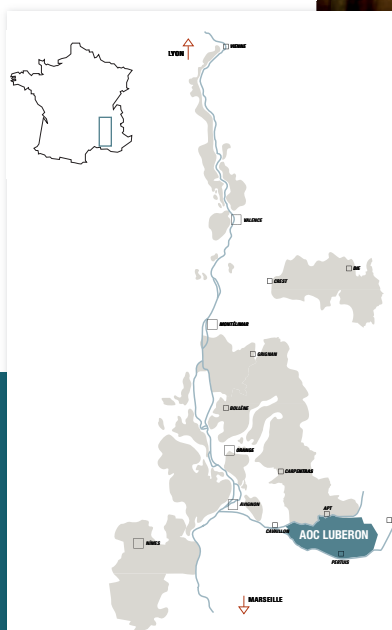 VIENNE
LYON
VALENCE
DIE
CREST
MONTÉLIMAR
GRIGNAN
BOLLÈNE
ORANGE
CARPENTRAS
AVIGNON
APT
CAVAILLON
AOC LUBERON
NÎMES
PERTUIS
MARSEILLE